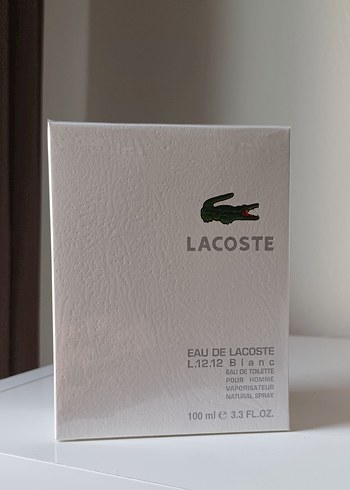 LACOSTE
EAU DE LACOSTE
L.12.12 Blanc
EAU DE TOILETTE
POUR HOMME
VAPORISATEUR
NATURAL SPRAY
100 ml ℮ 3.3 FL.OZ.